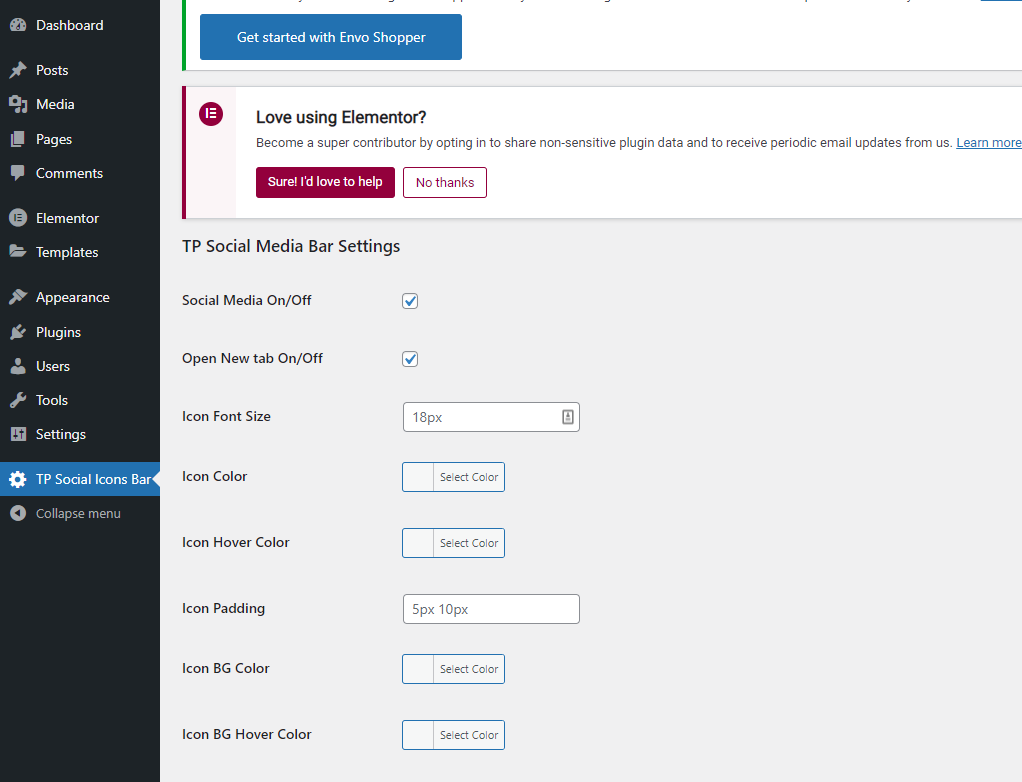 Dashboard
Posts
Media
Pages
Comments
Elementor
Templates
Appearance
Plugins
Users
Tools
Settings
TP Social Icons Bar
Collapse menu
Get started with Envo Shopper
Love using Elementor?
Become a super contributor by opting in to share non-sensitive plugin data and to receive periodic email updates from us. Learn more
Sure! I'd love to help
No thanks
TP Social Media Bar Settings
Social Media On/Off
Open New tab On/Off
Icon Font Size
18px
Icon Color
Select Color
Icon Hover Color
Select Color
Icon Padding
5px 10px
Icon BG Color
Select Color
Icon BG Hover Color
Select Color